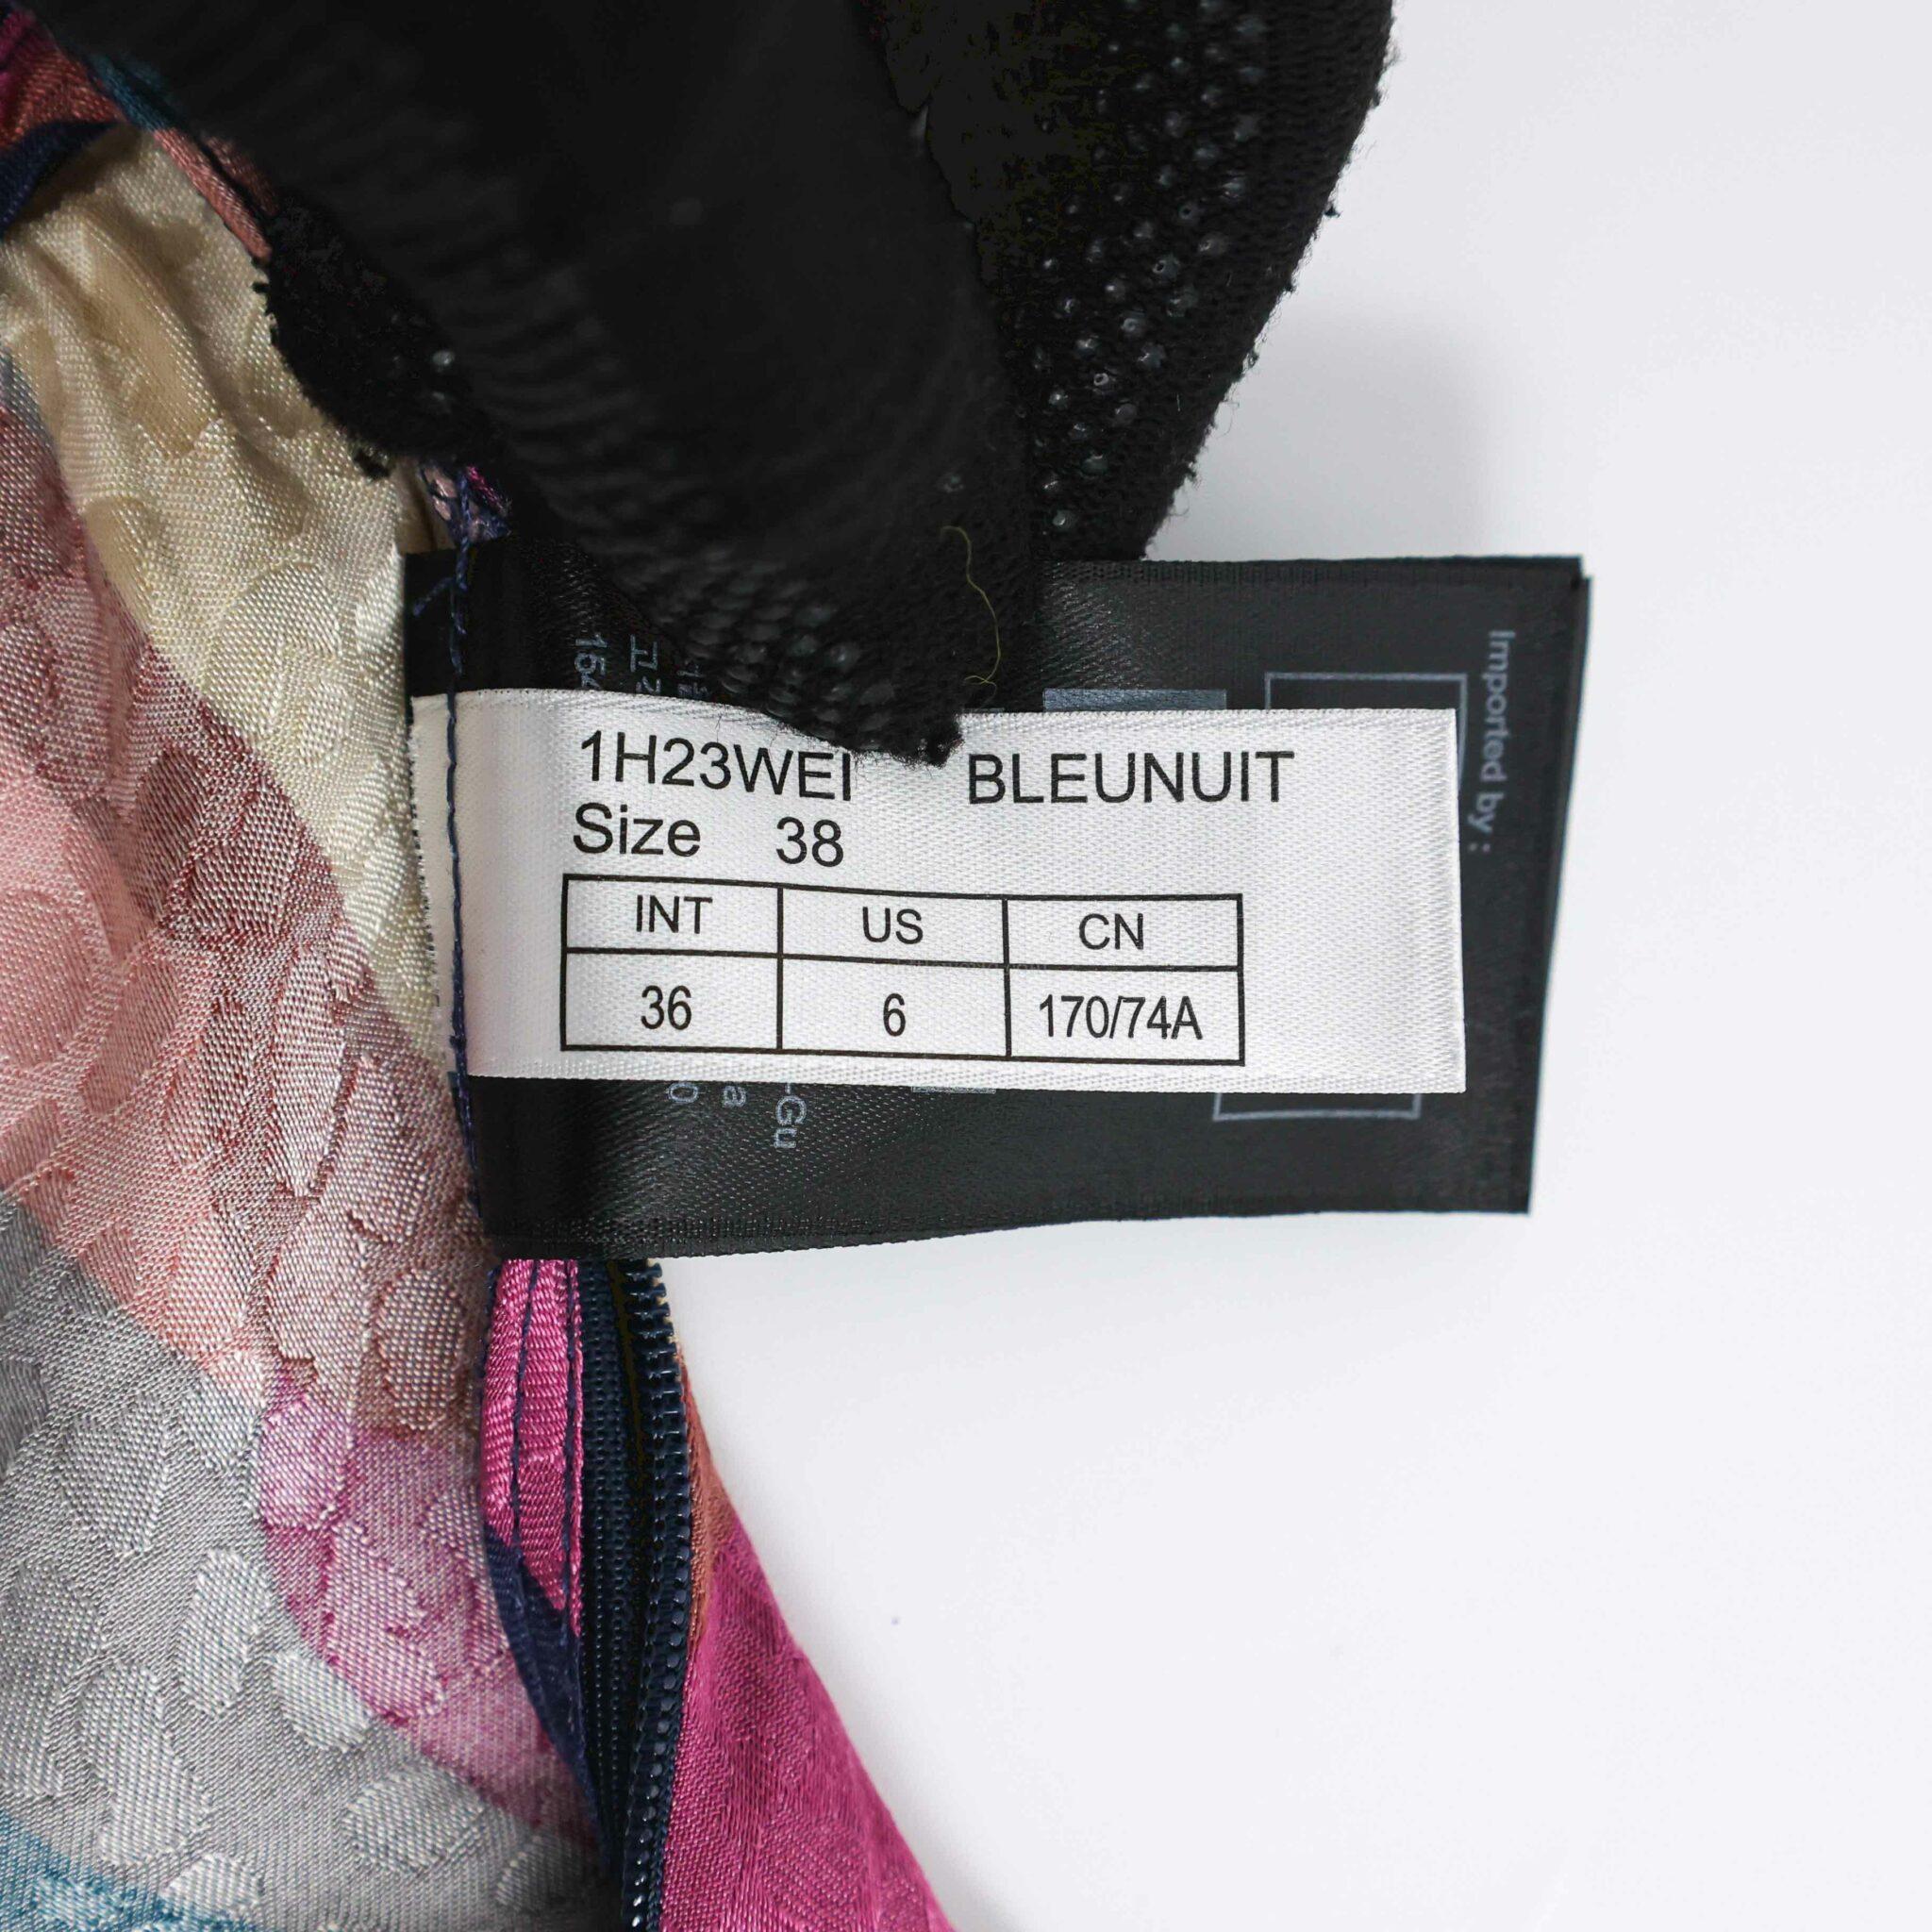 1H23WEI BLEUNUIT
Size 38
INT US CN
36 6 170/74A
Imported by :